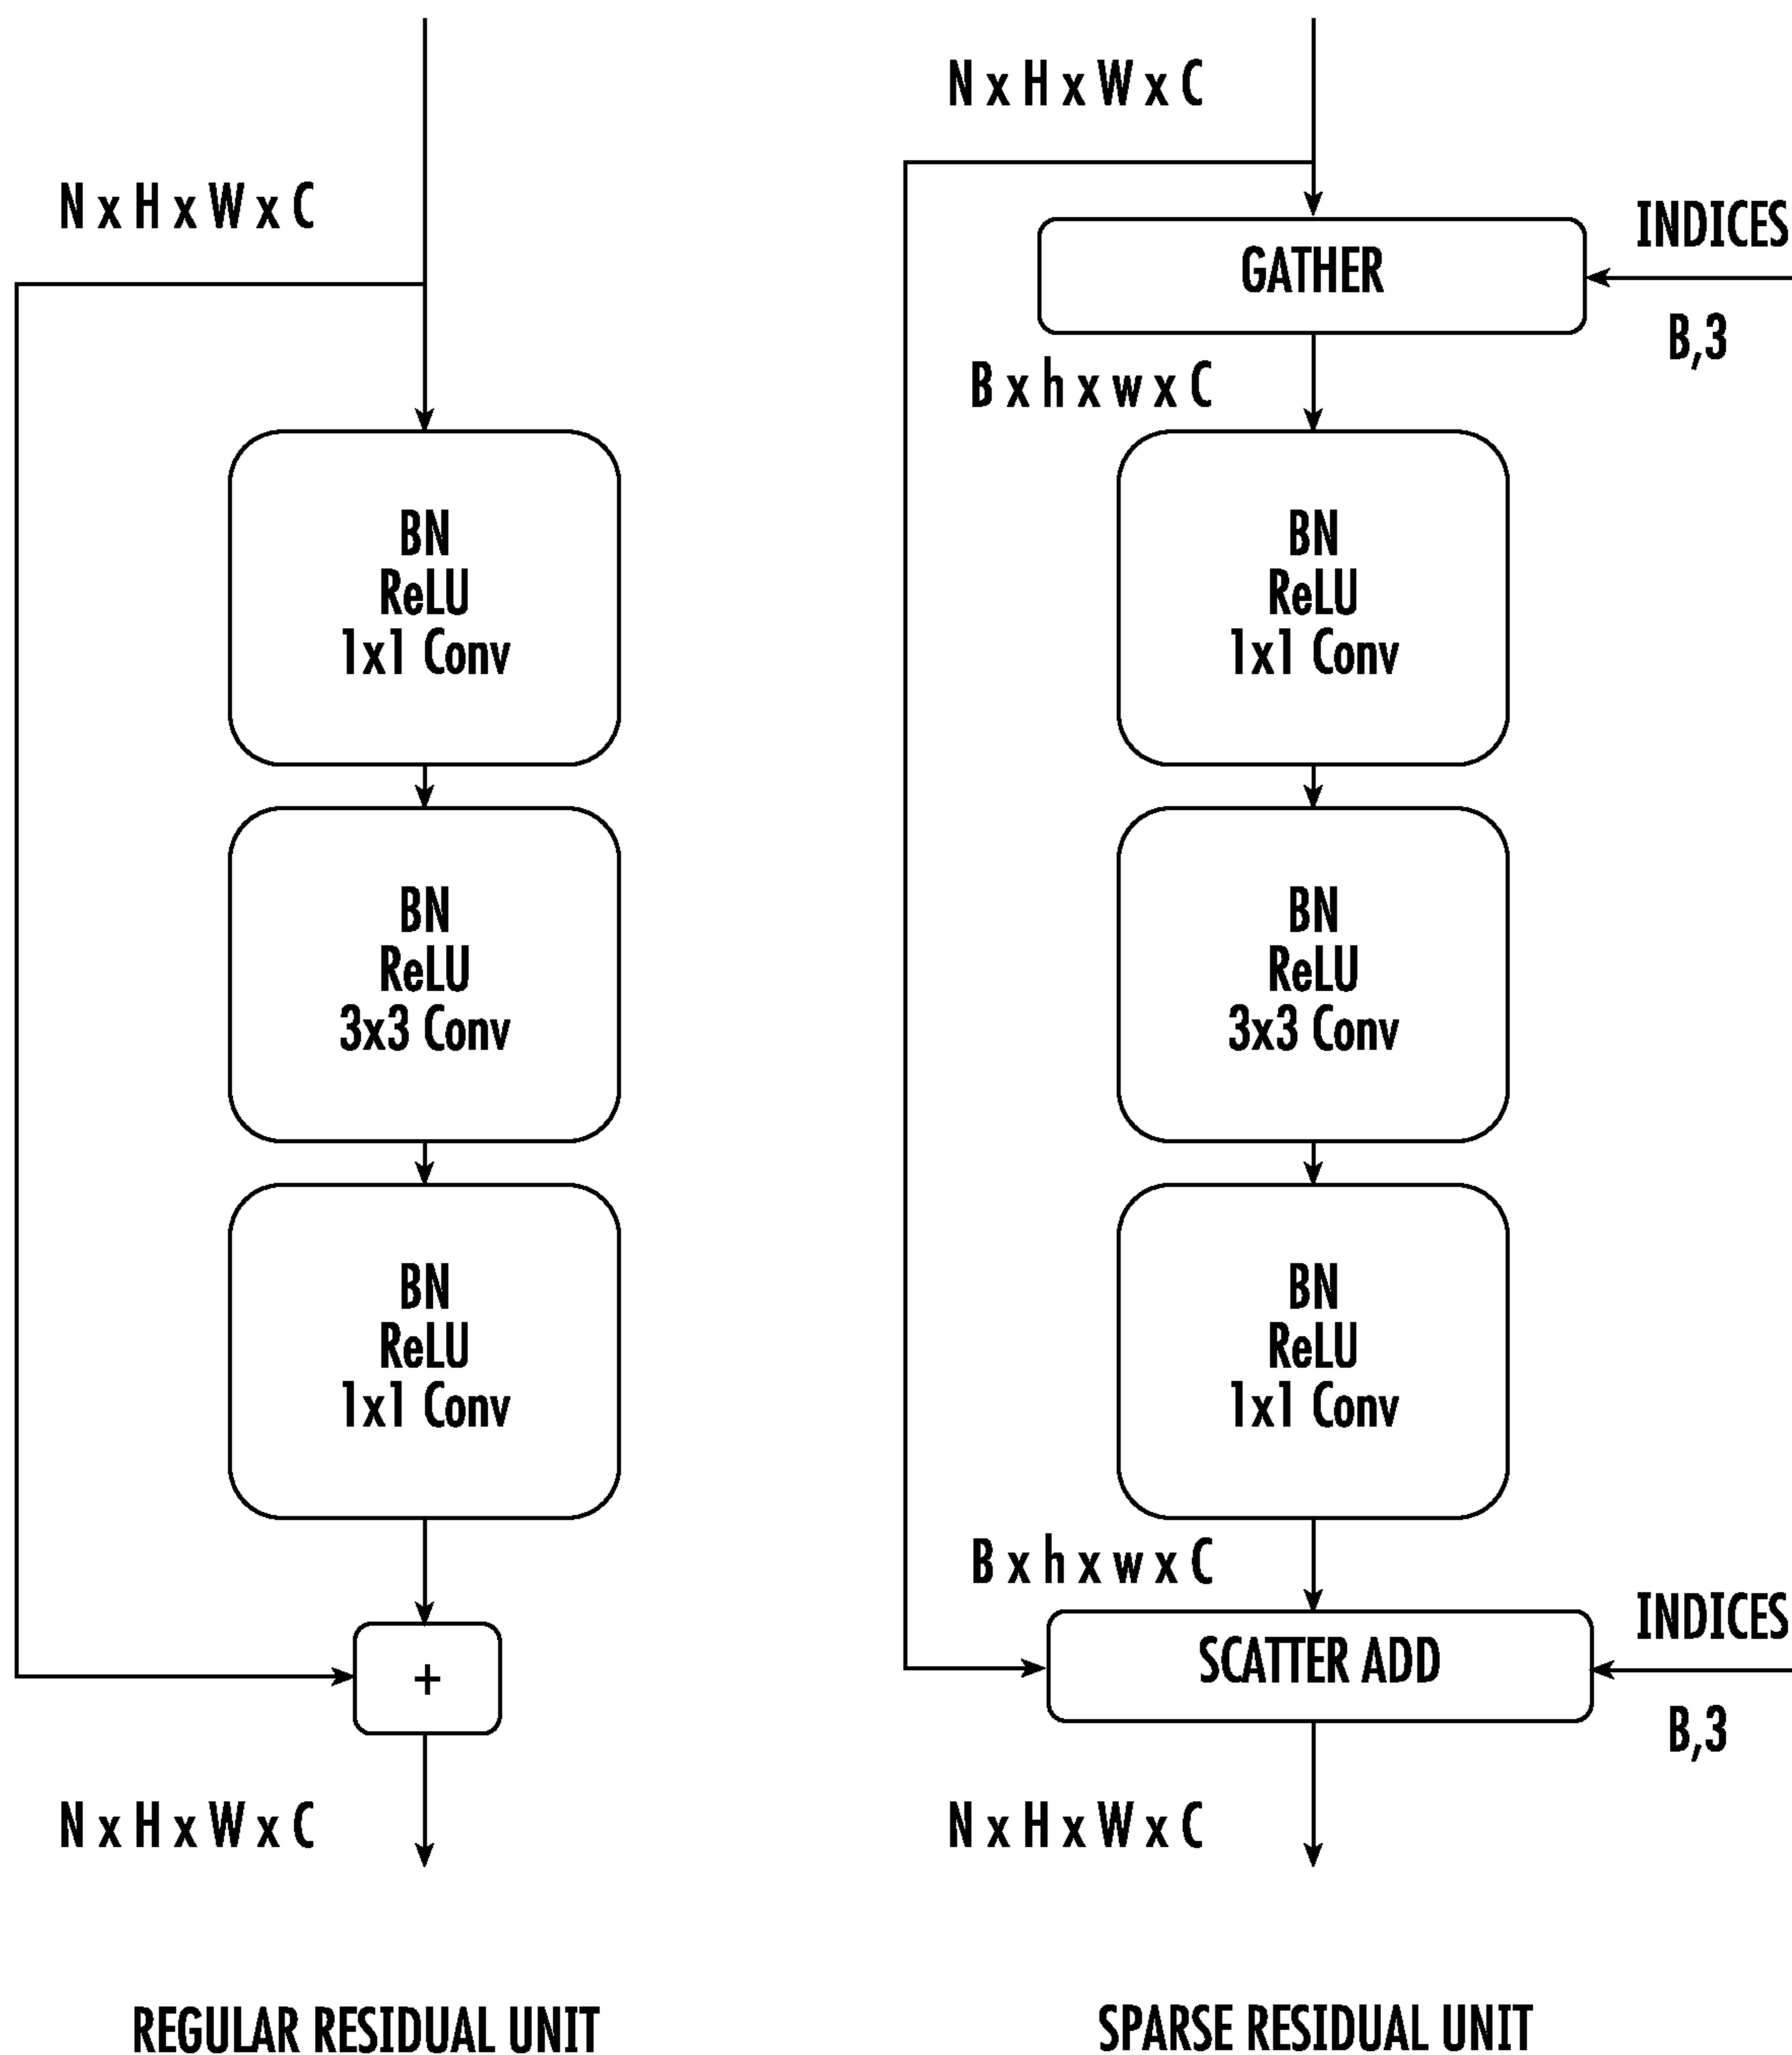 N x H x W x C
BN
ReLU
1x1 Conv
BN
ReLU
3x3 Conv
BN
ReLU
1x1 Conv
+
N x H x W x C
REGULAR RESIDUAL UNIT
N x H x W x C
GATHER
INDICES
B,3
B x h x w x C
BN
ReLU
1x1 Conv
BN
ReLU
3x3 Conv
BN
ReLU
1x1 Conv
B x h x w x C
SCATTER ADD
INDICES
B,3
N x H x W x C
SPARSE RESIDUAL UNIT